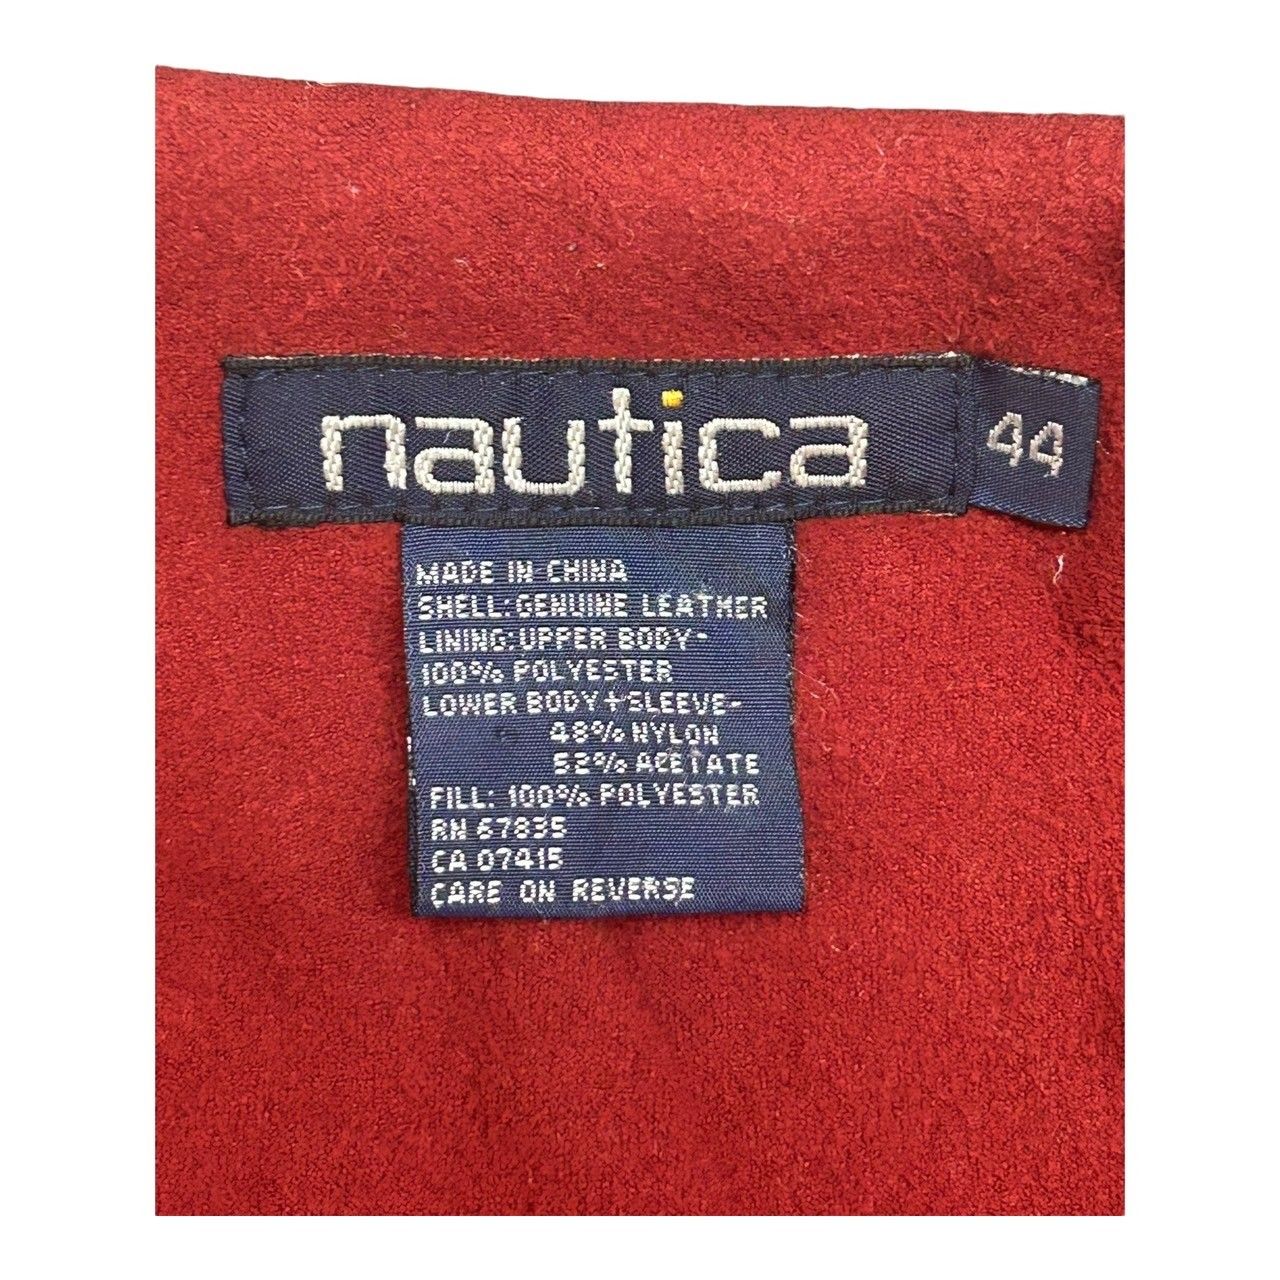 nautica 44
MADE IN CHINA
SHELL: GENUINE LEATHER
LINING: UPPER BODY-
100% POLYESTER
LOWER BODY + SLEEVE-
48% NYLON
52% ACETATE
FILL: 100% POLYESTER
RN 67835
CA 07415
CARE ON REVERSE